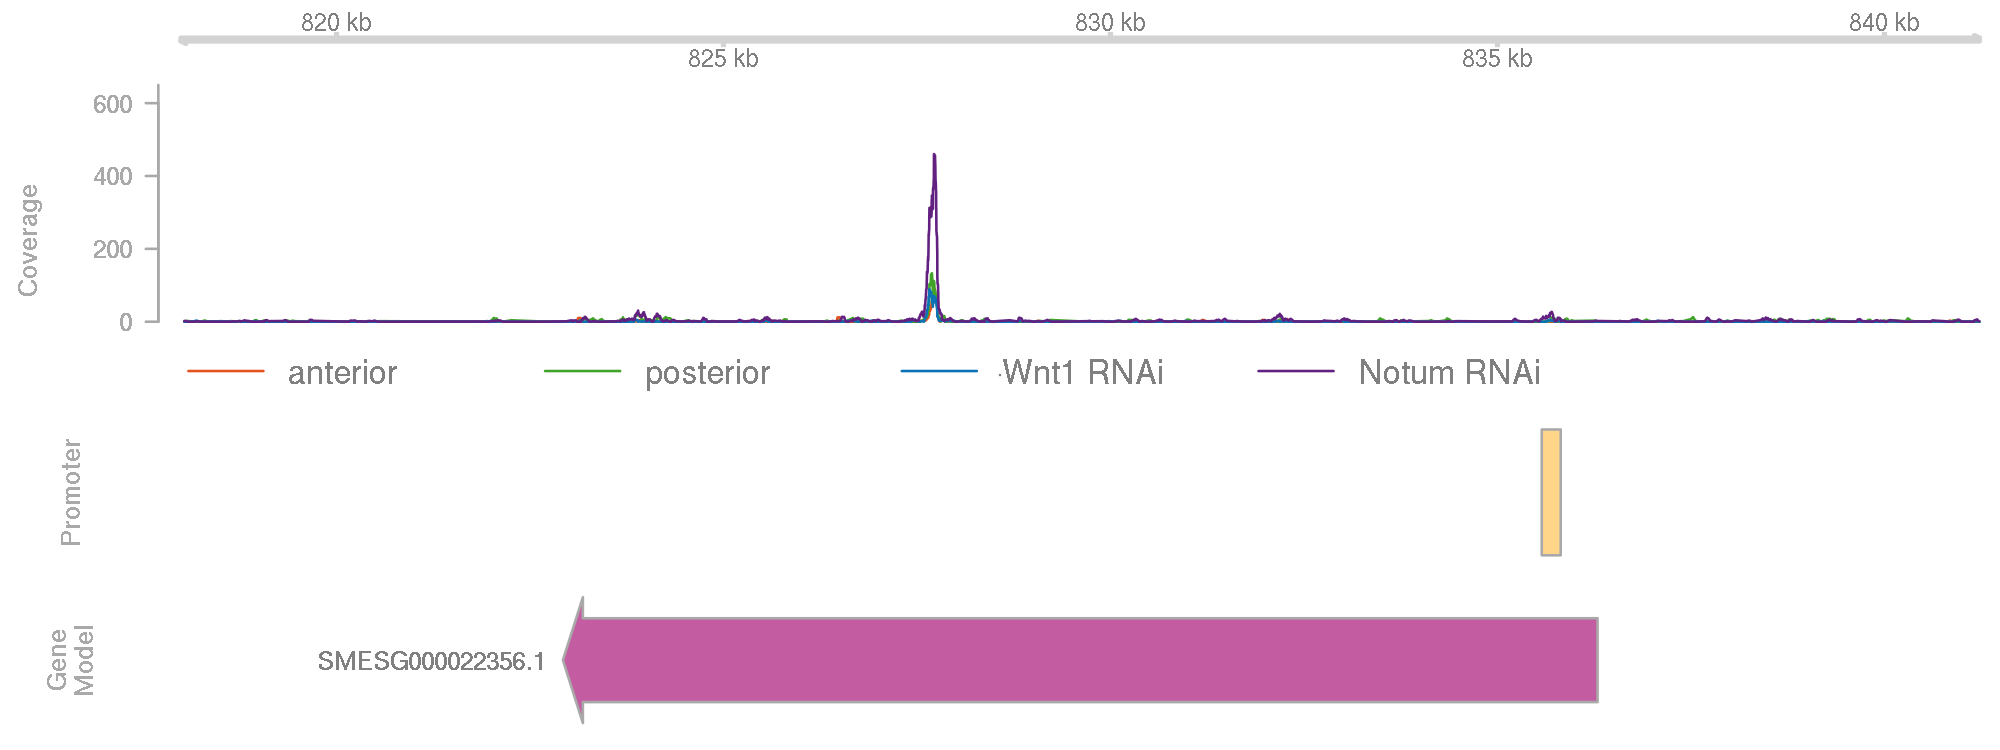 820 kb 830 kb 840 kb
825 kb 835 kb
Coverage
600
400
200
0
anterior posterior Wnt1 RNAi Notum RNAi
Promoter
Gene
Model
SMESG000022356.1